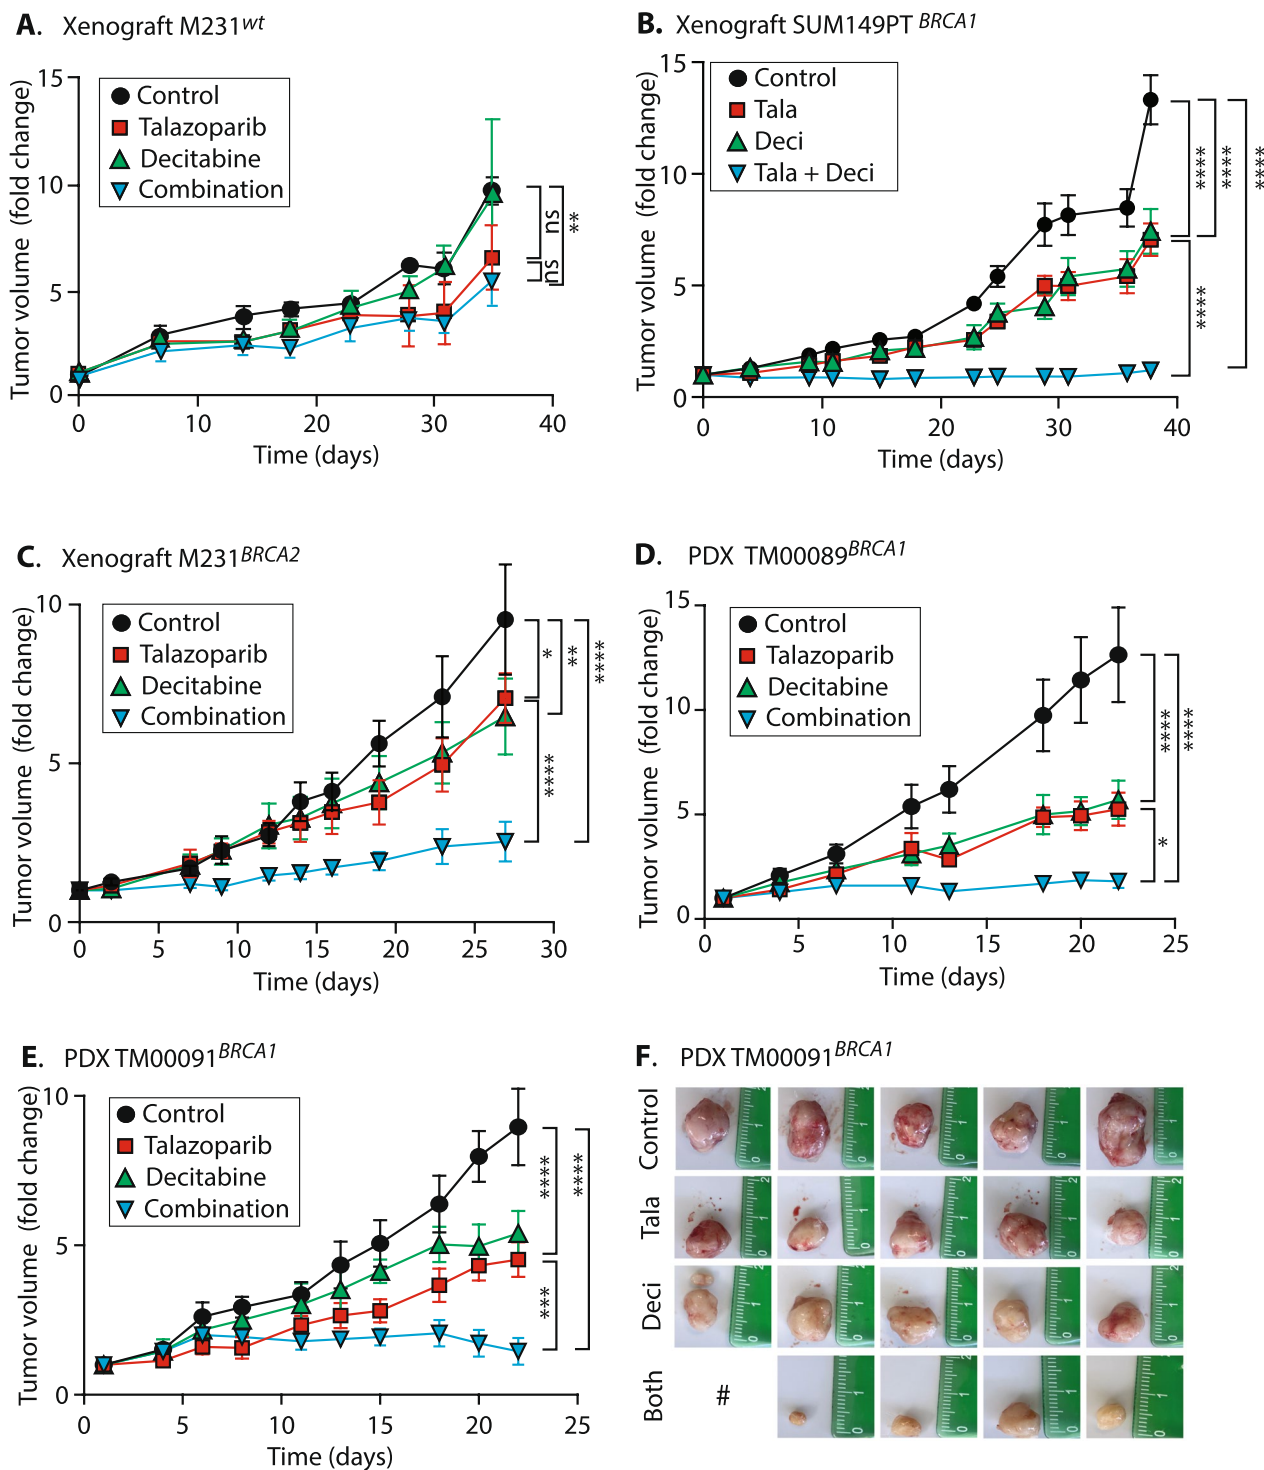 A. Xenograft M231wt
Tumor volume (fold change)
15
10
5
0
Control
Talazoparib
Decitabine
Combination
ns
ns
**
0 10 20 30 40
Time (days)
B. Xenograft SUM149PT BRCA1
Tumor volume (fold change)
15
10
5
0
Control
Tala
Deci
Tala + Deci
****
****
****
****
0 10 20 30 40
Time (days)
C. Xenograft M231BRCA2
Tumor volume (fold change)
10
5
0
Control
Talazoparib
Decitabine
Combination
*
**
****
****
0 5 10 15 20 25 30
Time (days)
D. PDX TM00089BRCA1
Tumor volume (fold change)
15
10
5
0
Control
Talazoparib
Decitabine
Combination
****
****
*
0 5 10 15 20 25
Time (days)
E. PDX TM00091BRCA1
Tumor volume (fold change)
10
5
0
Control
Talazoparib
Decitabine
Combination
****
****
***
0 5 10 15 20 25
Time (days)
F. PDX TM00091BRCA1
Control
Tala
Deci
Both
#